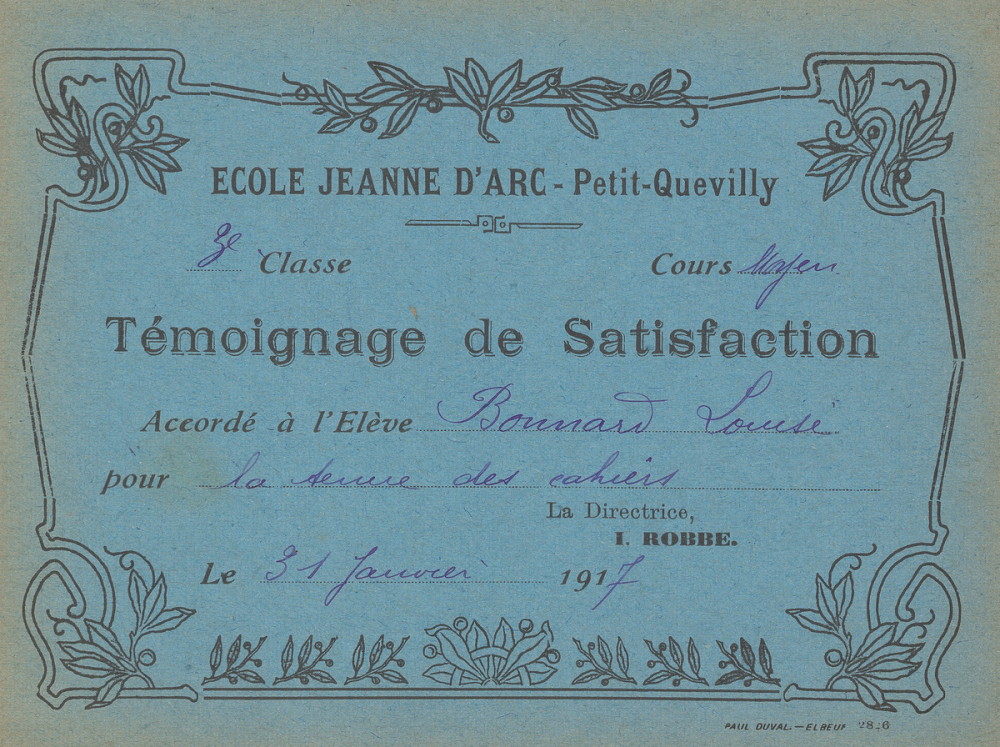 ECOLE JEANNE D'ARC - Petit-Quevilly
3e Classe Cours Moyen
Témoignage de Satisfaction
Accordé à l'Elève Bonnard Louise
pour la tenue des cahiers
La Directrice,
I. ROBBE.
Le 31 Janvier 1917
PAUL DUVAL.—ELBEUF